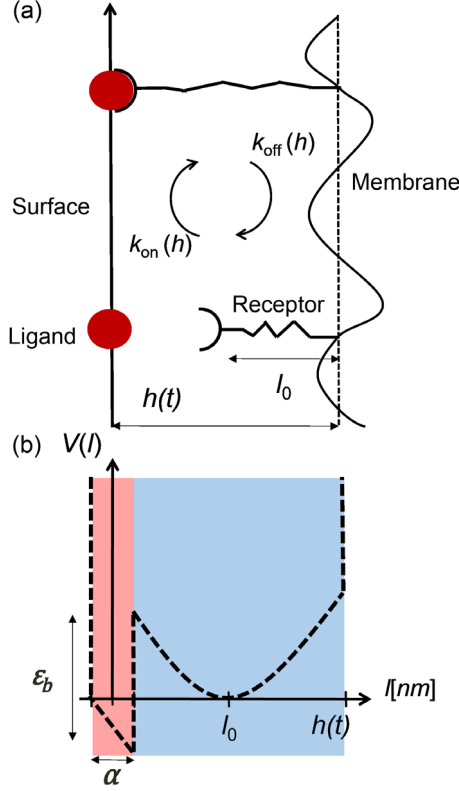 (a)
k_off(h)
Membrane
Surface
k_on(h)
Receptor
Ligand
l_0
h(t)
(b)
V(l)
ε_b
l[nm]
l_0
h(t)
α